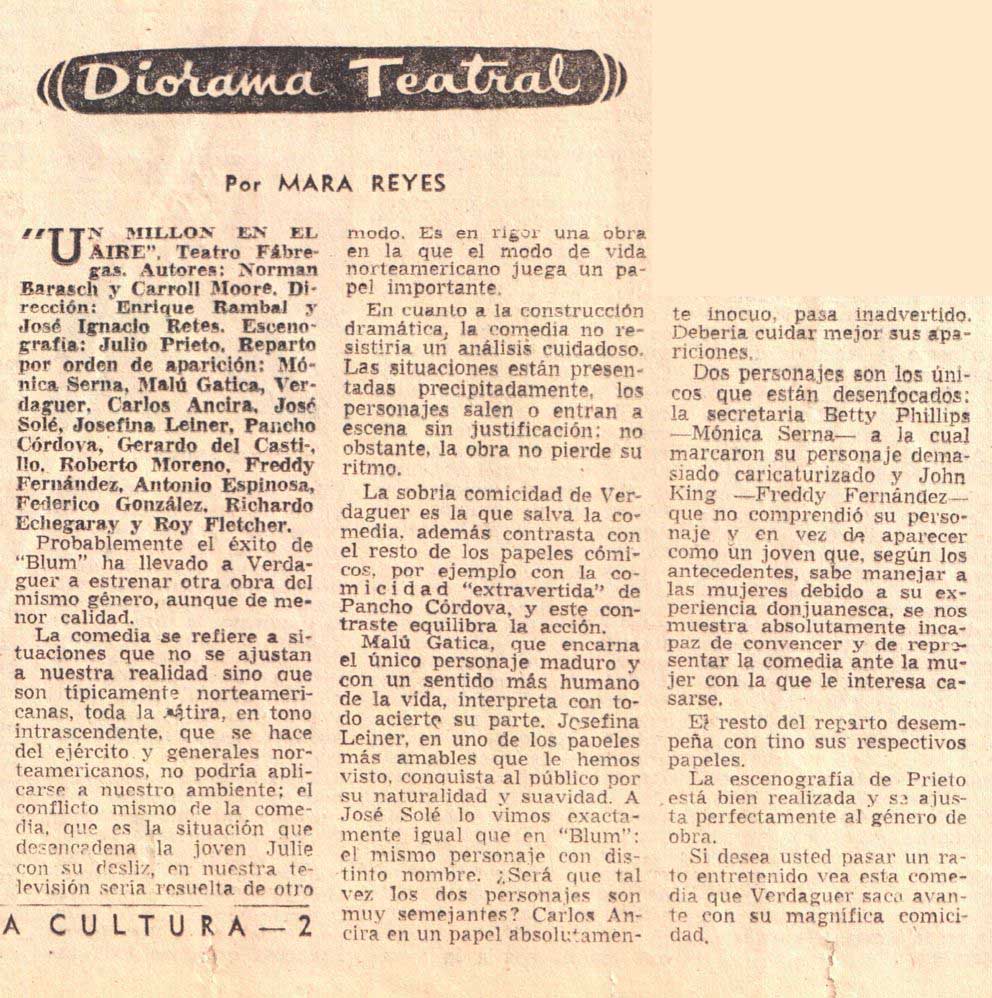 Diorama Teatral
Por MARA REYES
"UN MILLON EN EL
AIRE". Teatro Fábre-
gas. Autores: Norman
Barasch y Carroll Moore. Di-
rección: Enrique Rambal y
José Ignacio Retes. Esceno-
grafía: Julio Prieto. Reparto
por orden de aparición: Mó-
nica Serna, Malú Gatica, Ver-
daguer, Carlos Ancira, José
Solé, Josefina Leiner, Pancho
Córdova, Gerardo del Casti-
llo, Roberto Moreno, Freddy
Fernández, Antonio Espinosa,
Federico González, Richardo
Echegaray y Roy Fletcher.
Probablemente el éxito de
"Blum" ha llevado a Verda-
guer a estrenar otra obra del
mismo género, aunque de me-
nor calidad.
La comedia se refiere a si-
tuaciones que no se ajustan
a nuestra realidad sino que
son típicamente norteameri-
canas, toda la sátira, en tono
intrascendente, que se hace
del ejército y generales nor-
teamericanos, no podría apli-
carse a nuestro ambiente; el
conflicto mismo de la come-
dia, que es la situación que
desencadena la joven Julie
con su desliz, en nuestra te-
levisión sería resuelta de otro
A CULTURA—2
modo. Es en rigor una obra
en la que el modo de vida
norteamericano juega un pa-
pel importante.
En cuanto a la construcción
dramática, la comedia no re-
sistiría un análisis cuidadoso.
Las situaciones están presen-
tadas precipitadamente, los
personajes salen o entran a
escena sin justificación; no
obstante, la obra no pierde su
ritmo.
La sobria comicidad de Ver-
daguer es la que salva la co-
media, además contrasta con
el resto de los papeles cómi-
cos, por ejemplo con la co-
micidad "extravertida" de
Pancho Córdova, y este con-
traste equilibra la acción.
Malú Gatica, que encarna
el único personaje maduro y
con un sentido más humano
de la vida, interpreta con to-
do acierto su parte. Josefina
Leiner, en uno de los papeles
más amables que le hemos
visto, conquista al público por
su naturalidad y suavidad. A
José Solé lo vimos exacta-
mente igual que en "Blum":
el mismo personaje con dis-
tinto nombre. ¿Será que tal
vez los dos personajes son
muy semejantes? Carlos An-
cira en un papel absolutamen-
te inocuo, pasa inadvertido.
Debería cuidar mejor sus apa-
riciones.
Dos personajes son los úni-
cos que están desenfocados:
la secretaria Betty Phillips
—Mónica Serna— a la cual
marcaron su personaje dema-
siado caricaturizado y John
King —Freddy Fernández—
que no comprendió su perso-
naje y en vez de aparecer
como un joven que, según los
antecedentes, sabe manejar a
las mujeres debido a su ex-
periencia donjuanesca, se nos
muestra absolutamente inca-
paz de convencer y de repre-
sentar la comedia ante la mu-
jer con la que le interesa ca-
sarse.
El resto del reparto desem-
peña con tino sus respectivos
papeles.
La escenografía de Prieto
está bien realizada y se ajus-
ta perfectamente al género de
obra.
Si desea usted pasar un ra-
to entretenido vea esta come-
dia que Verdaguer saca avan-
te con su magnífica comici-
dad.